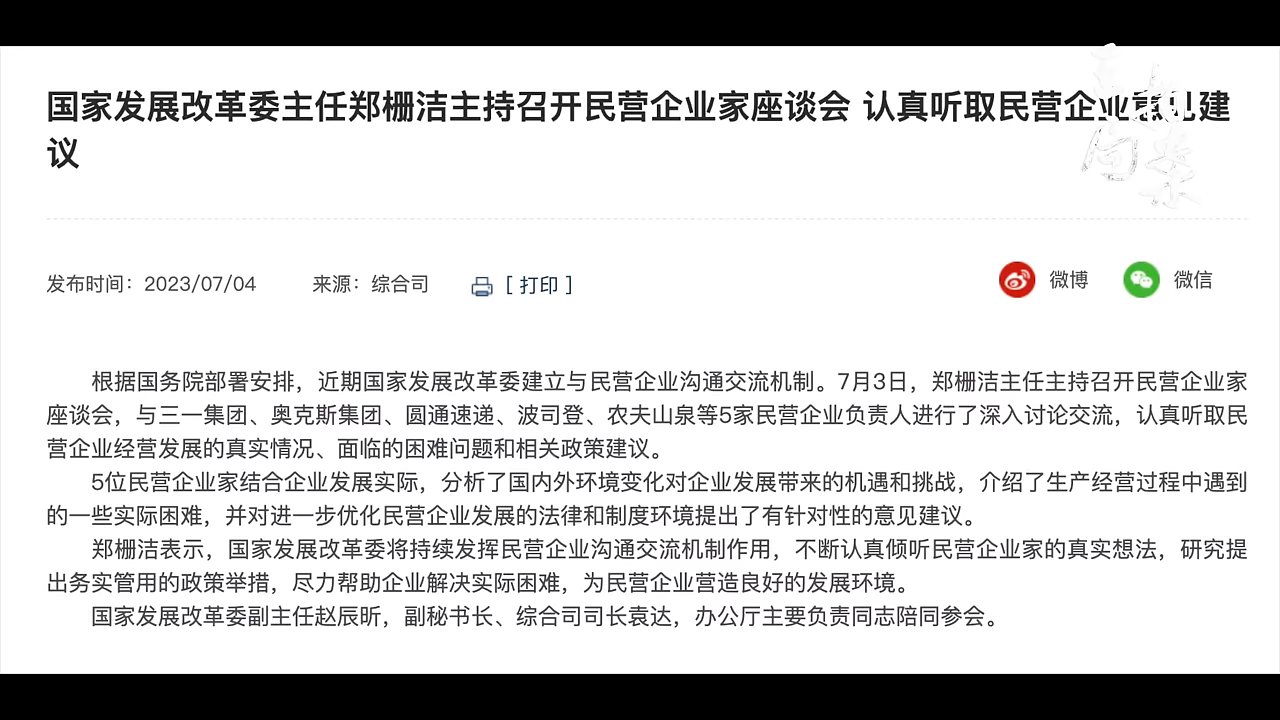 国家发展改革委主任郑栅洁主持召开民营企业家座谈会 认真听取民营企业意见建
议
发布时间：2023/07/04 来源：综合司 [ 打印 ] 微博 微信
根据国务院部署安排，近期国家发展改革委建立与民营企业沟通交流机制。7月3日，郑栅洁主任主持召开民营企业家
座谈会，与三一集团、奥克斯集团、圆通速递、波司登、农夫山泉等5家民营企业负责人进行了深入讨论交流，认真听取民
营企业经营发展的真实情况、面临的困难问题和相关政策建议。
5位民营企业家结合企业发展实际，分析了国内外环境变化对企业发展带来的机遇和挑战，介绍了生产经营过程中遇到
的一些实际困难，并对进一步优化民营企业发展的法律和制度环境提出了有针对性的意见建议。
郑栅洁表示，国家发展改革委将持续发挥民营企业沟通交流机制作用，不断认真倾听民营企业家的真实想法，研究提
出务实管用的政策举措，尽力帮助企业解决实际困难，为民营企业营造良好的发展环境。
国家发展改革委副主任赵辰昕，副秘书长、综合司司长袁达，办公厅主要负责同志陪同参会。